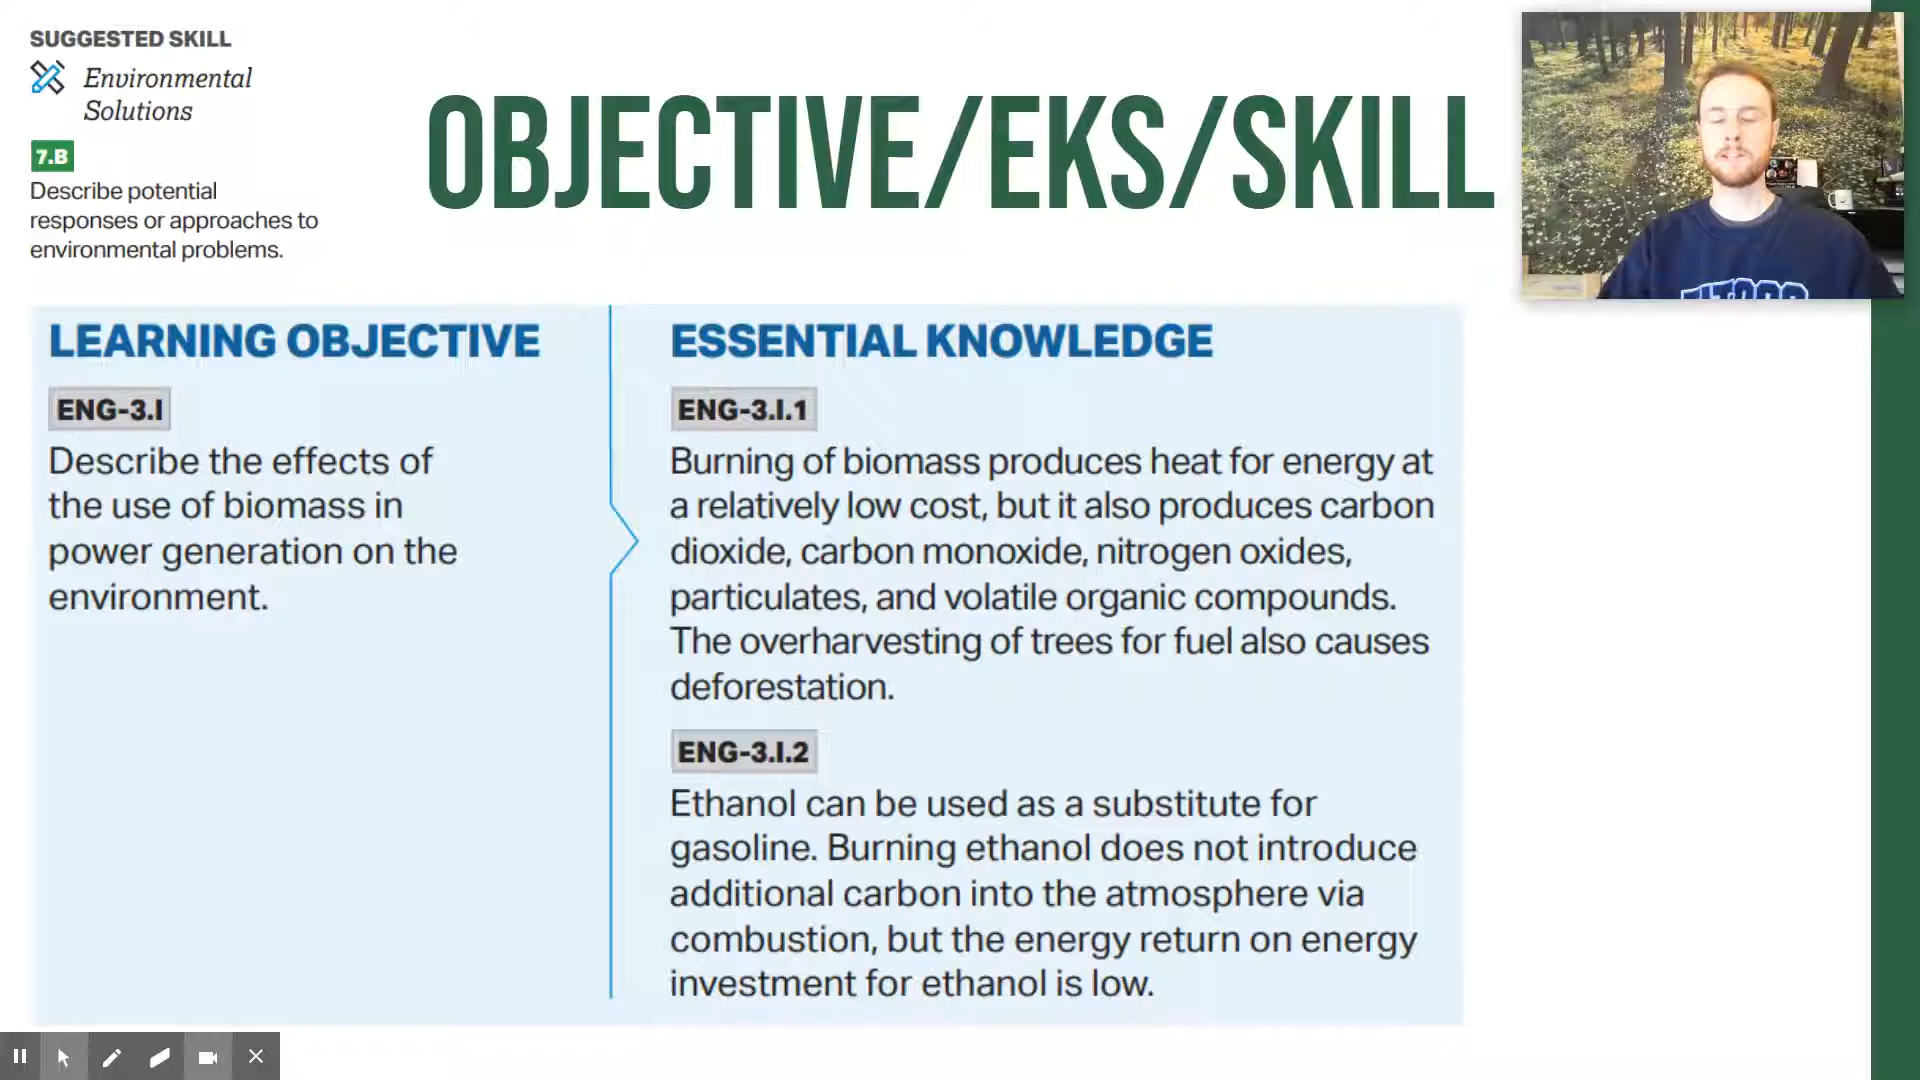 SUGGESTED SKILL
Environmental
Solutions
7.B
Describe potential
responses or approaches to
environmental problems.
OBJECTIVE/EKS/SKILL
LEARNING OBJECTIVE
ENG-3.I
Describe the effects of
the use of biomass in
power generation on the
environment.
ESSENTIAL KNOWLEDGE
ENG-3.I.1
Burning of biomass produces heat for energy at
a relatively low cost, but it also produces carbon
dioxide, carbon monoxide, nitrogen oxides,
particulates, and volatile organic compounds.
The overharvesting of trees for fuel also causes
deforestation.
ENG-3.I.2
Ethanol can be used as a substitute for
gasoline. Burning ethanol does not introduce
additional carbon into the atmosphere via
combustion, but the energy return on energy
investment for ethanol is low.